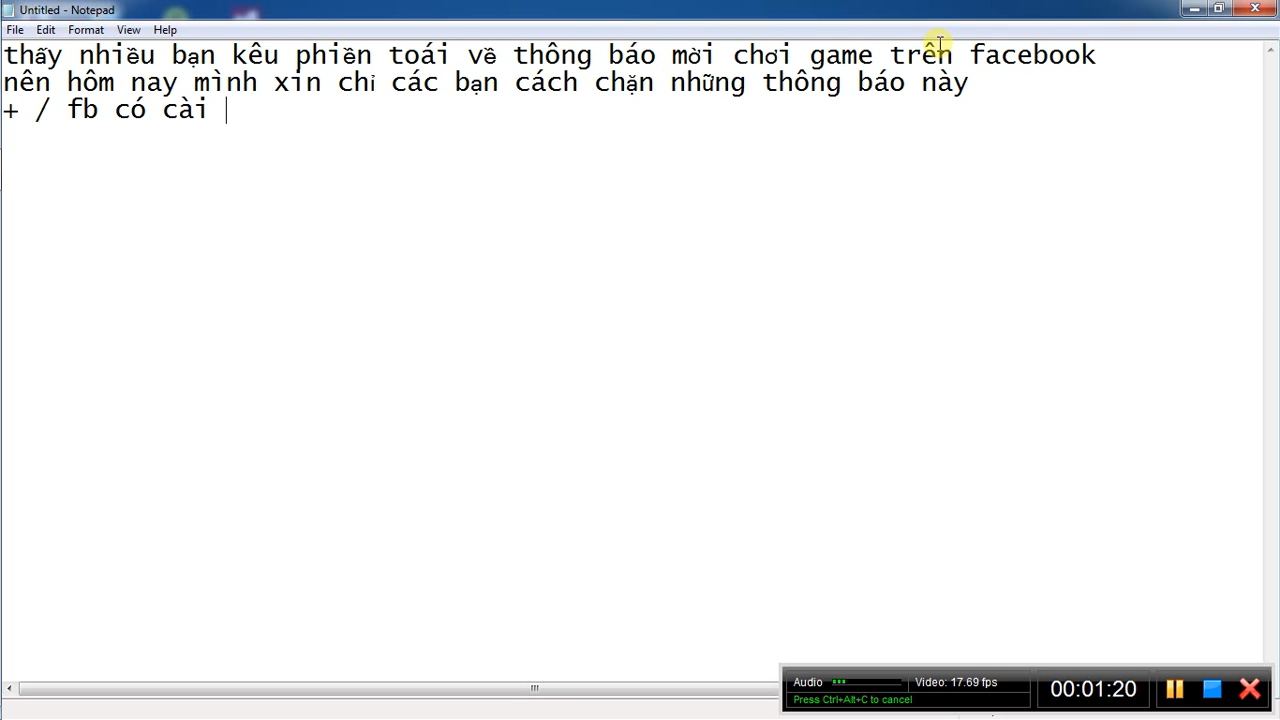 Untitled - Notepad
File Edit Format View Help
thấy nhiều bạn kêu phiền toái về thông báo mời chơi game trên facebook
nên hôm nay mình xin chỉ các bạn cách chặn những thông báo này
+ / fb có cài
Audio Video: 17.69 fps
Press Ctrl+Alt+C to cancel
00:01:20